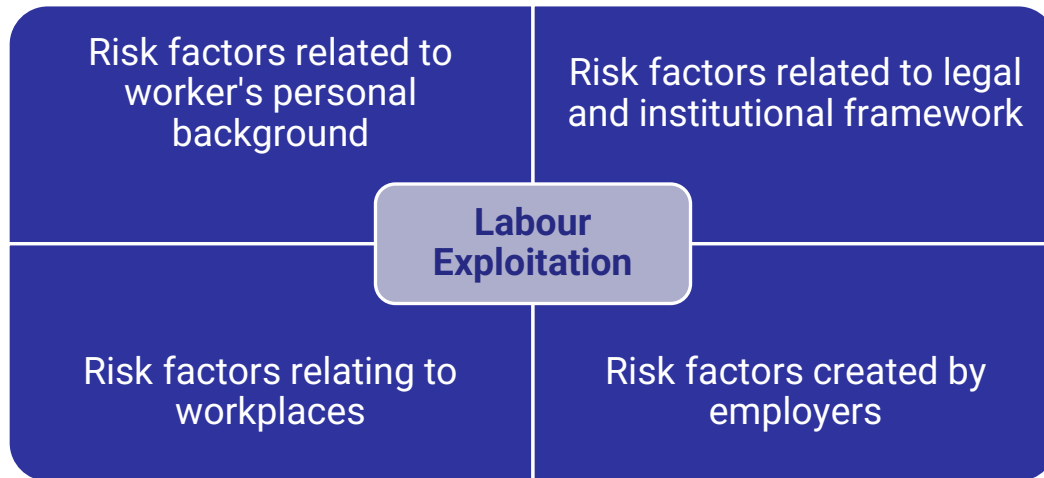 Risk factors related to
worker's personal
background
Risk factors related to legal
and institutional framework
Labour
Exploitation
Risk factors relating to
workplaces
Risk factors created by
employers